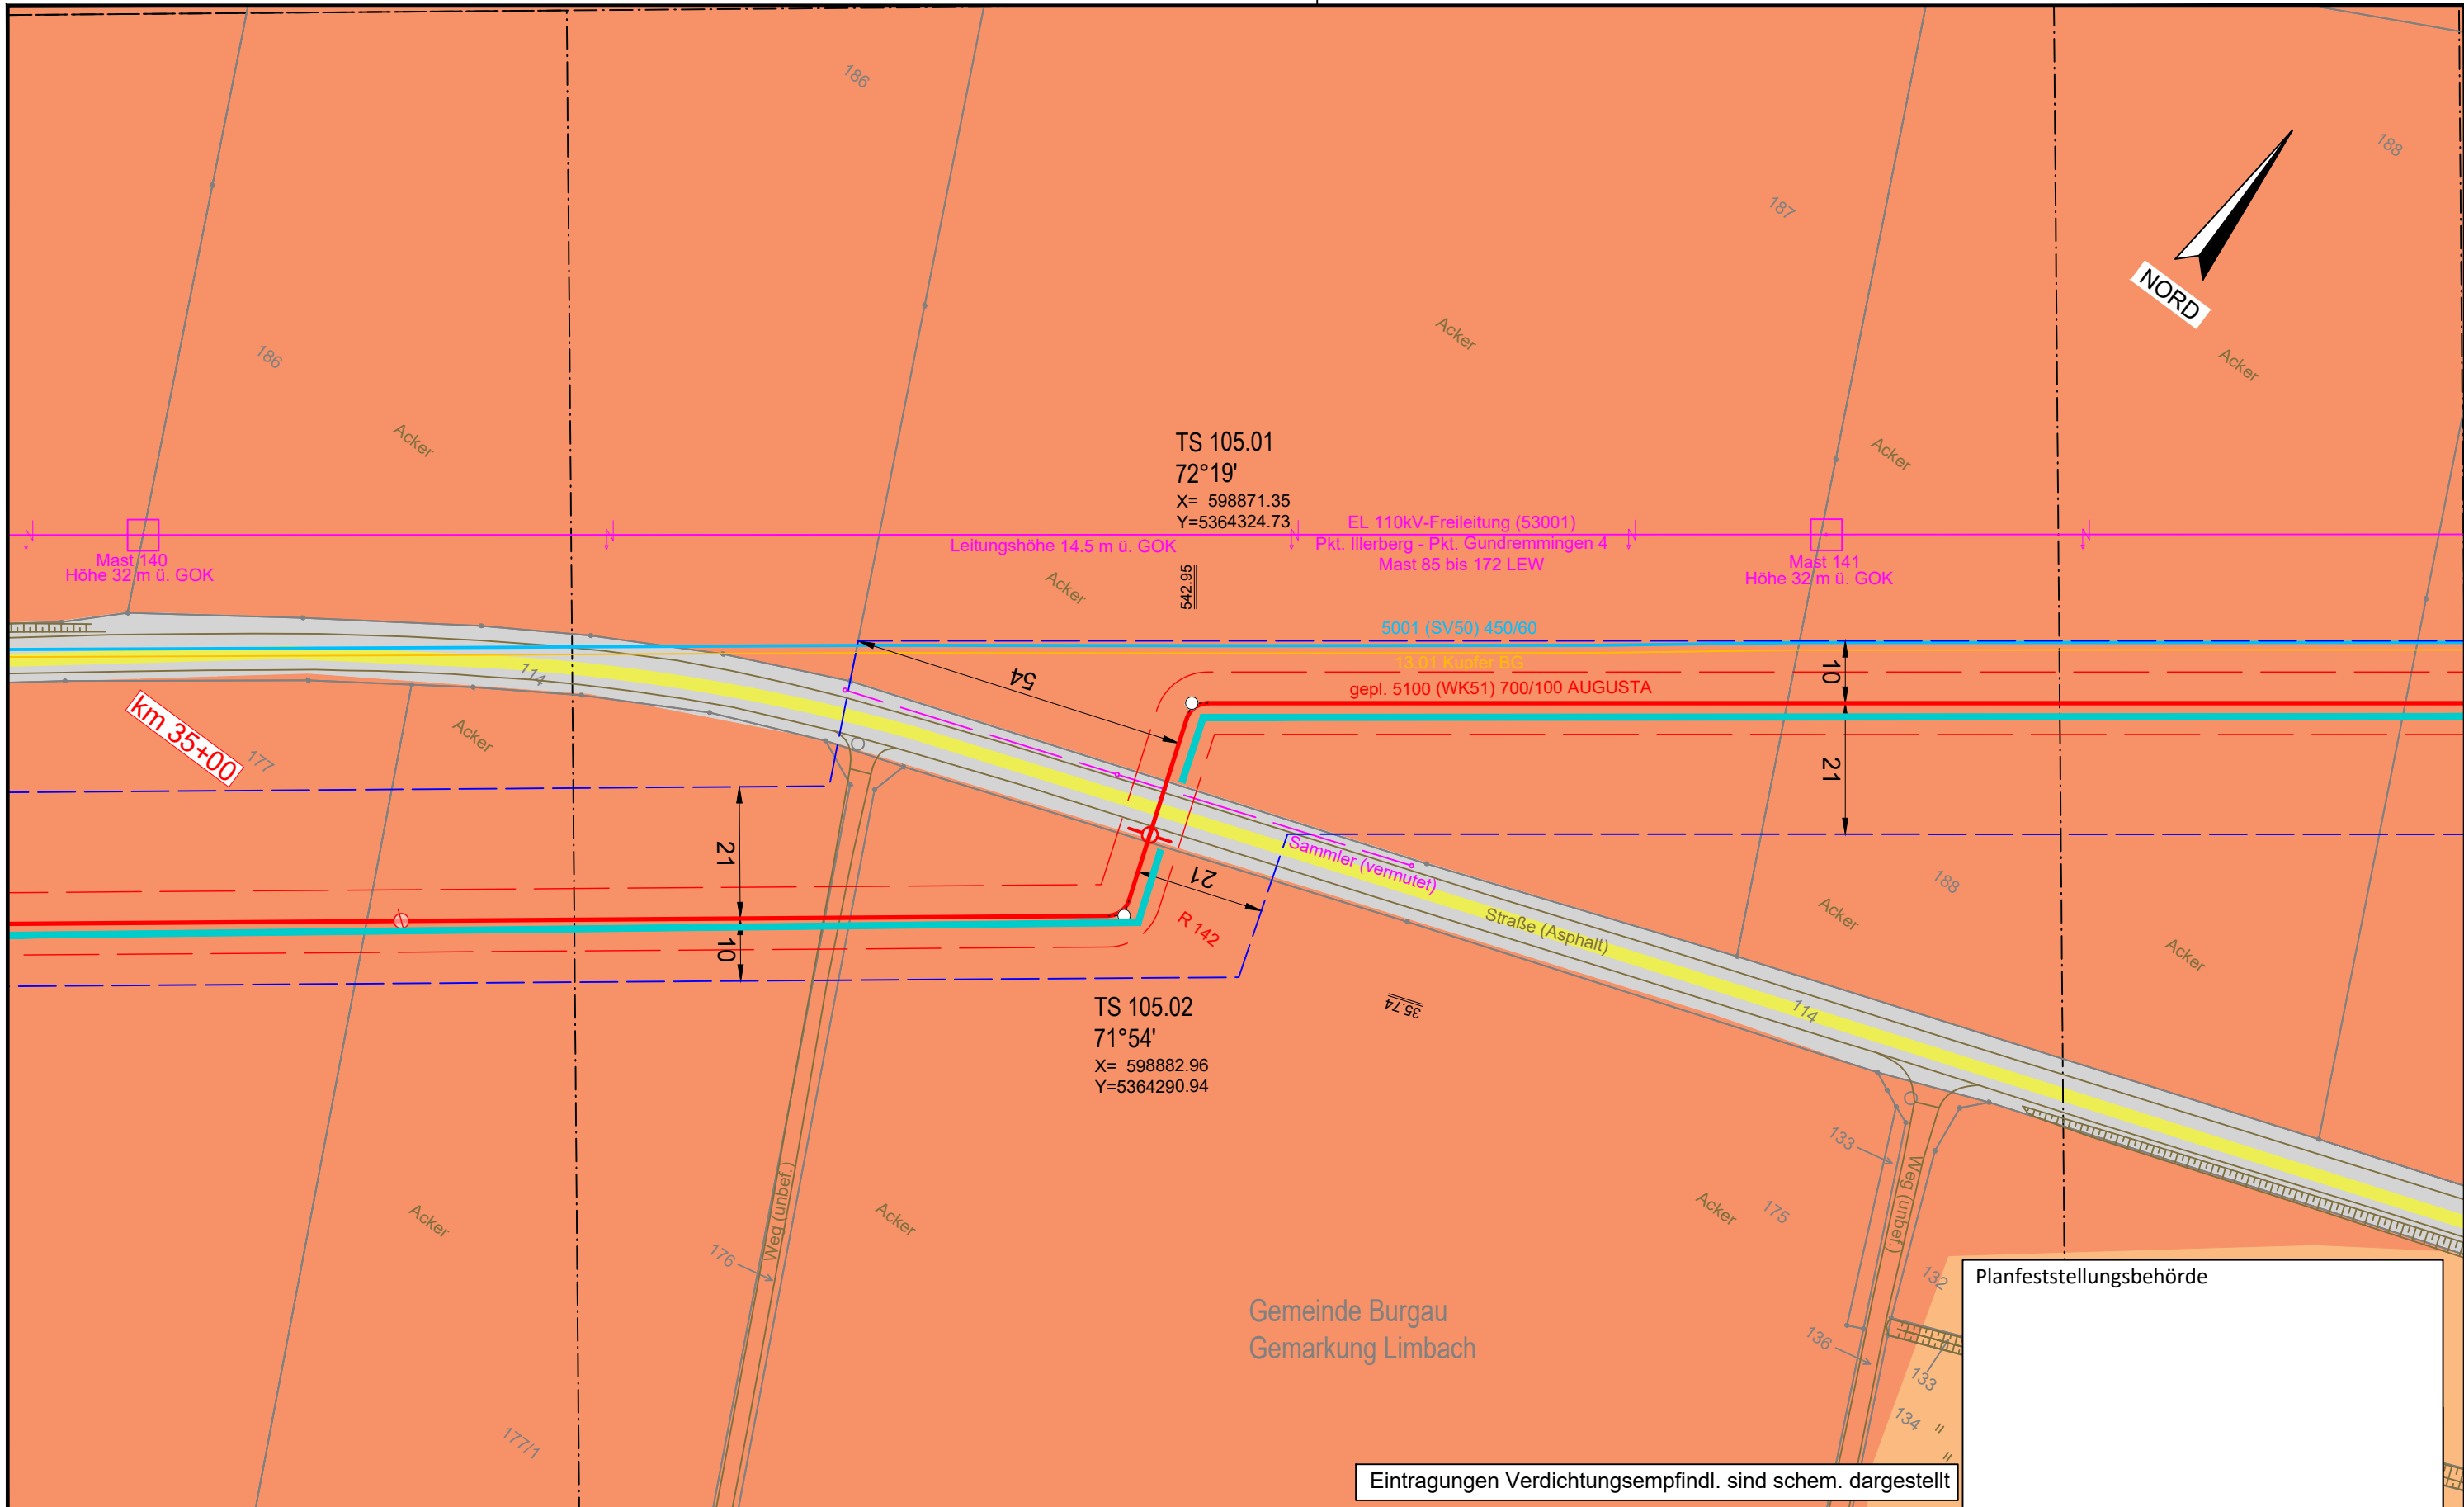 186
188
187
NORD
186
Acker
Acker
Acker
Acker
TS 105.01
72°19'
X= 598871.35
Y=5364324.73
EL 110kV-Freileitung (53001)
Leitungshöhe 14.5 m ü. GOK
Pkt. Illerberg - Pkt. Gundremmingen 4
Mast 85 bis 172 LEW
Mast 140
Höhe 32 m ü. GOK
Mast 141
Höhe 32 m ü. GOK
542.95
Acker
5001 (SV50) 450/60
13.01 Kupfer BG
gepl. 5100 (WK51) 700/100 AUGUSTA
54
10
114
km 35+00
177
Acker
21
21
Sammler (vermutet)
21
10
R 142
188
Acker
Straße (Asphalt)
Acker
35.74
114
TS 105.02
71°54'
X= 598882.96
Y=5364290.94
133
Weg (unbef.)
Weg (unbef.)
175
Acker
Acker
Acker
176
132
Planfeststellungsbehörde
Gemeinde Burgau
Gemarkung Limbach
136
133
134
177/1
Eintragungen Verdichtungsempfindl. sind schem. dargestellt